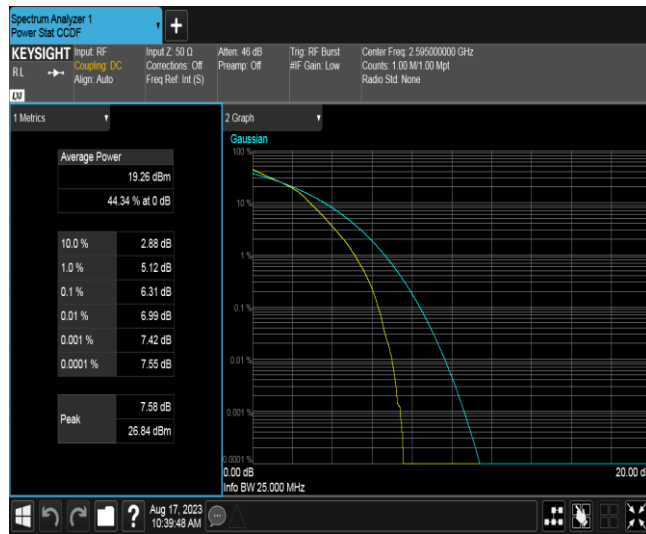 Spectrum Analyzer 1
Power Stat CCDF
+
KEYSIGHT
RL
LXI
Input: RF
Coupling: DC
Align: Auto
Input Z: 50 Ω
Corrections: Off
Freq Ref: Int (S)
Atten: 46 dB
Preamp: Off
Trig: RF Burst
#IF Gain: Low
Center Freq: 2.595000000 GHz
Counts: 1.00 M/1.00 Mpt
Radio Std: None
1 Metrics
Average Power
19.26 dBm
44.34 % at 0 dB
10.0 % 2.88 dB
1.0 % 5.12 dB
0.1 % 6.31 dB
0.01 % 6.99 dB
0.001 % 7.42 dB
0.0001 % 7.55 dB
Peak
7.58 dB
26.84 dBm
2 Graph
Gaussian
100 %
10 %
1 %
0.1 %
0.01 %
0.001 %
0.0001 %
0.00 dB
20.00 d
Info BW 25.000 MHz
?
Aug 17, 2023
10:39:48 AM